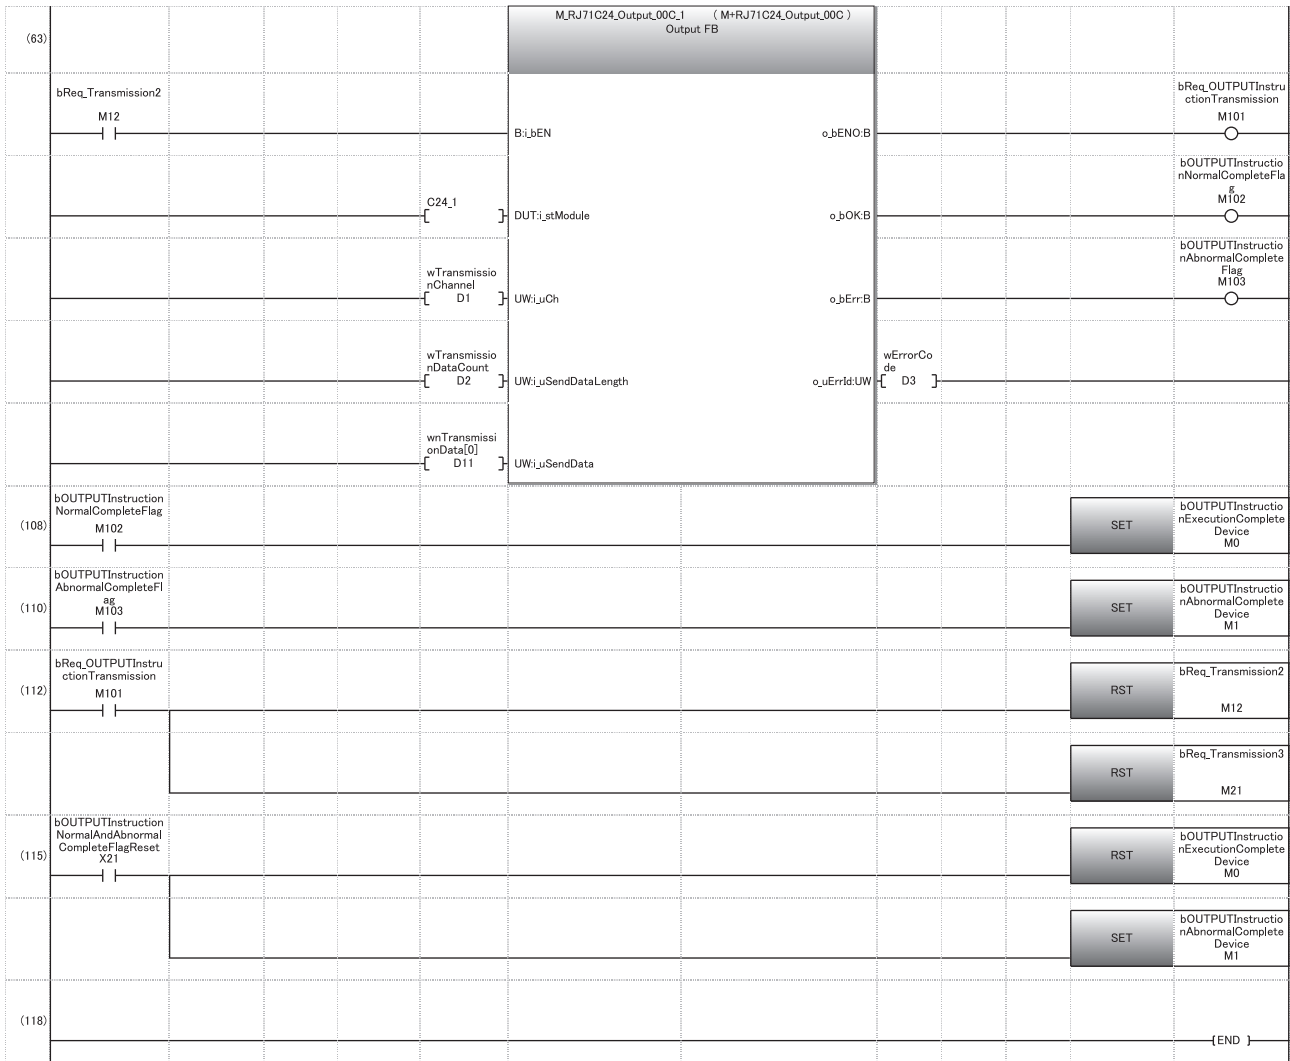 M_RJ71C24_Output_00C_1 ( M+RJ71C24_Output_00C )
Output FB
(63)
bReq_Transmission2
M12
B:i_bEN
o_bENO:B
bReq_OUTPUTInstru
ctionTransmission
M101
C24_1
DUT:i_stModule
o_bOK:B
bOUTPUTInstructio
nNormalCompleteFla
g
M102
wTransmissio
nChannel
D1
UW:i_uCh
o_bErr:B
bOUTPUTInstructio
nAbnormalComplete
Flag
M103
wTransmissio
nDataCount
D2
UW:i_uSendDataLength
o_uErrId:UW
wErrorCo
de
D3
wnTransmissi
onData[0]
D11
UW:i_uSendData
(108)
bOUTPUTInstruction
NormalCompleteFlag
M102
SET
bOUTPUTInstructio
nExecutionComplete
Device
M0
(110)
bOUTPUTInstruction
AbnormalCompleteFl
ag
M103
SET
bOUTPUTInstructio
nAbnormalComplete
Device
M1
(112)
bReq_OUTPUTInstru
ctionTransmission
M101
RST
bReq_Transmission2
M12
RST
bReq_Transmission3
M21
(115)
bOUTPUTInstruction
NormalAndAbnormal
CompleteFlagReset
X21
RST
bOUTPUTInstructio
nExecutionComplete
Device
M0
SET
bOUTPUTInstructio
nAbnormalComplete
Device
M1
(118)
END